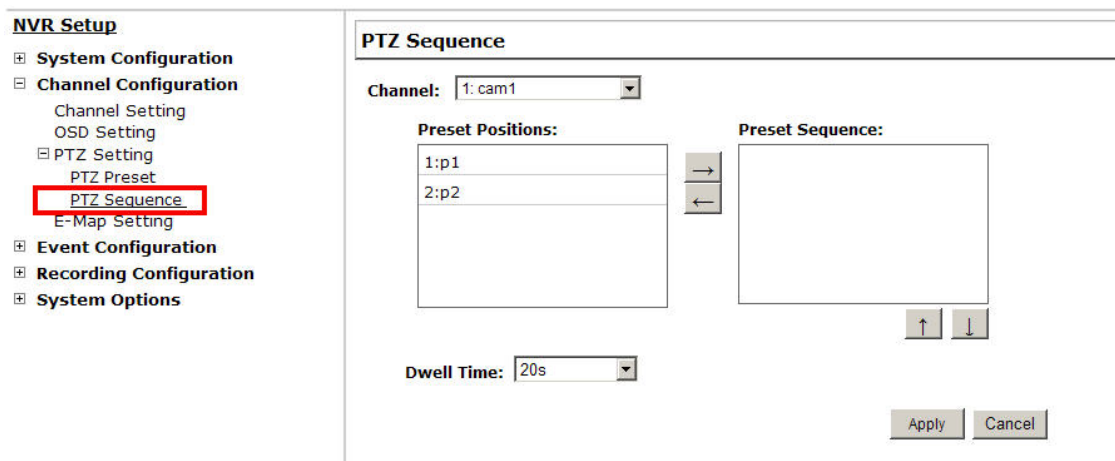 NVR Setup
System Configuration
Channel Configuration
Channel Setting
OSD Setting
PTZ Setting
PTZ Preset
PTZ Sequence
E-Map Setting
Event Configuration
Recording Configuration
System Options
PTZ Sequence
Channel: 1: cam1
Preset Positions: Preset Sequence:
1:p1
2:p2
→
←
↑ ↓
Dwell Time: 20s
Apply Cancel